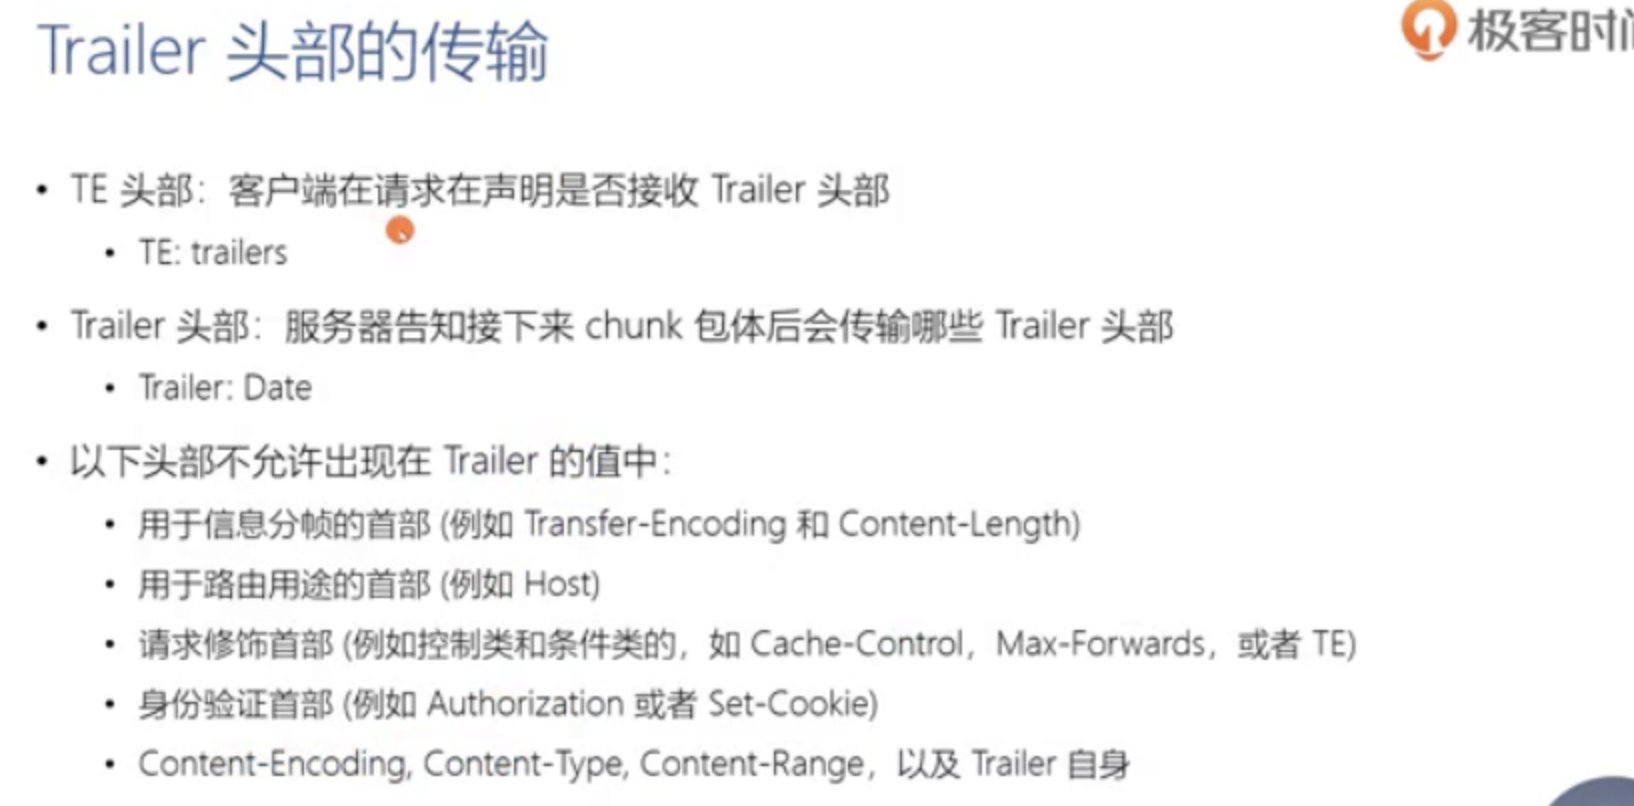 Trailer 头部的传输
极客时间
• TE 头部：客户端在请求在声明是否接收 Trailer 头部
• TE: trailers
• Trailer 头部：服务器告知接下来 chunk 包体后会传输哪些 Trailer 头部
• Trailer: Date
• 以下头部不允许出现在 Trailer 的值中：
• 用于信息分帧的首部 (例如 Transfer-Encoding 和 Content-Length)
• 用于路由用途的首部 (例如 Host)
• 请求修饰首部 (例如控制类和条件类的，如 Cache-Control，Max-Forwards，或者 TE)
• 身份验证首部 (例如 Authorization 或者 Set-Cookie)
• Content-Encoding, Content-Type, Content-Range，以及 Trailer 自身